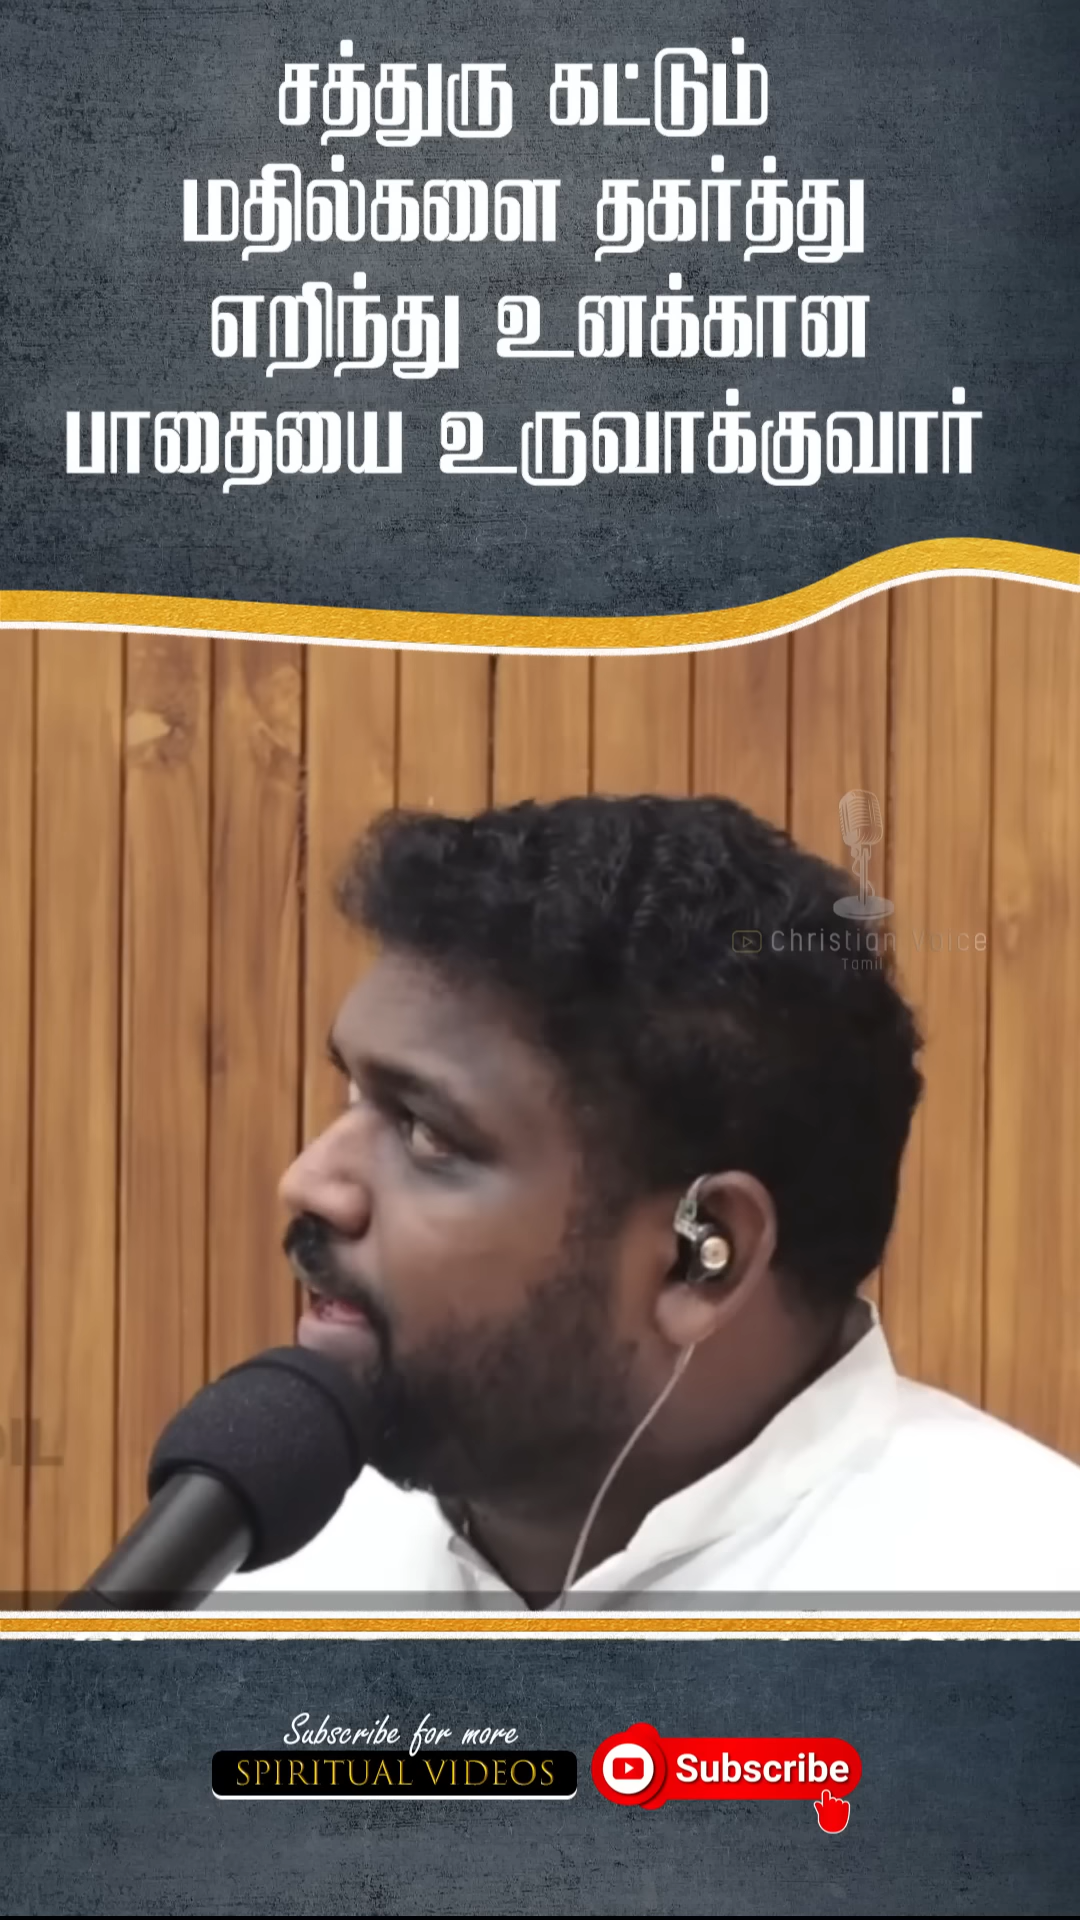 சத்துரு கட்டும்
மதில்களை தகர்த்து
எறிந்து உனக்கான
பாதையை உருவாக்குவார்
Christian Voice
Tamil
Subscribe for more
SPIRITUAL VIDEOS
Subscribe